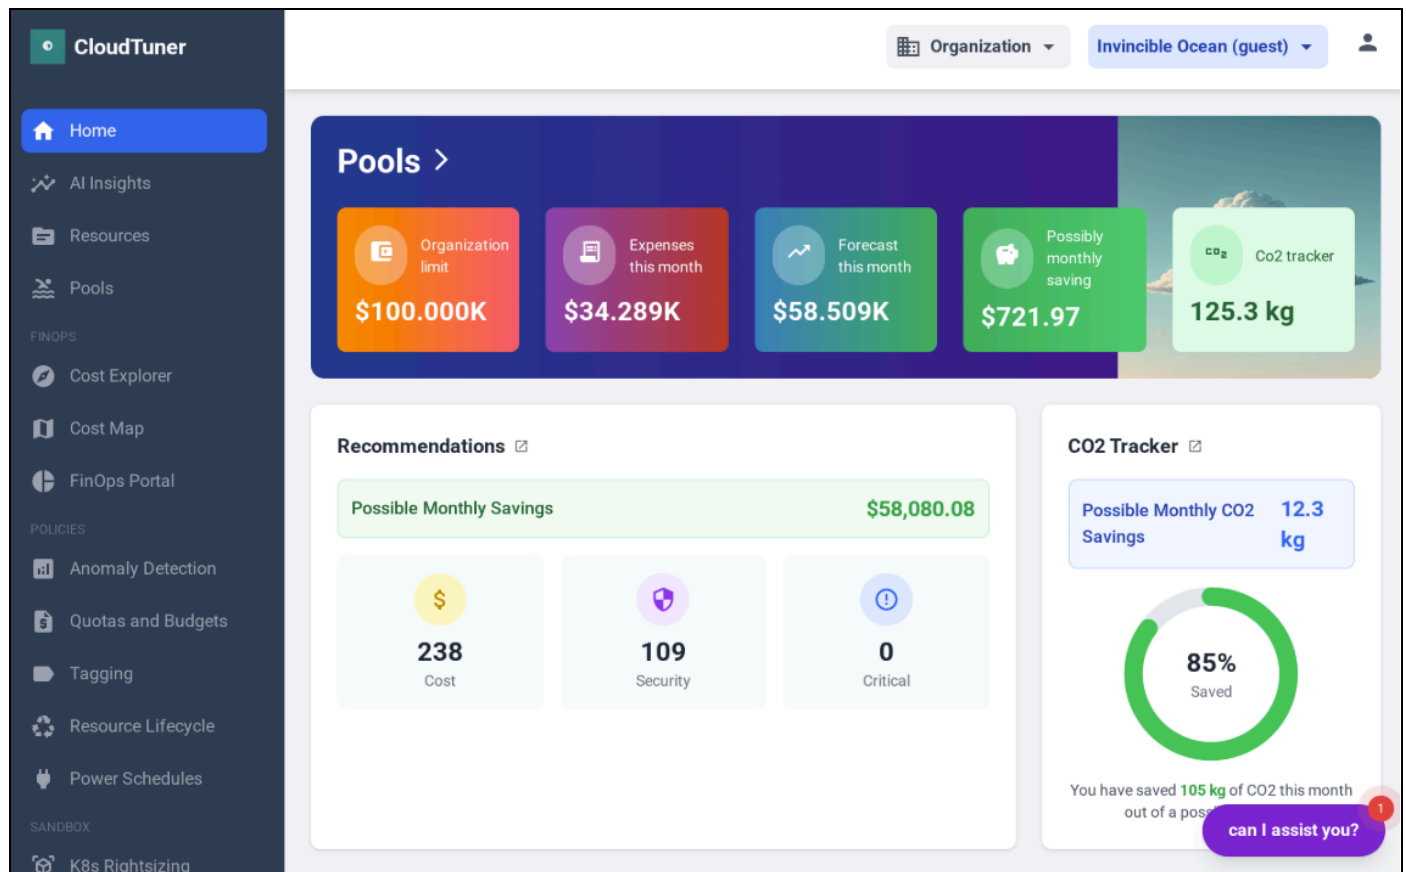 CloudTuner
Organization
Invincible Ocean (guest)
Home
AI Insights
Resources
Pools
FINOPS
Cost Explorer
Cost Map
FinOps Portal
POLICIES
Anomaly Detection
Quotas and Budgets
Tagging
Resource Lifecycle
Power Schedules
SANDBOX
K8s Rightsizing
Pools
Organization
limit
$100.000K
Expenses
this month
$34.289K
Forecast
this month
$58.509K
Possibly
monthly
saving
$721.97
CO₂
Co2 tracker
125.3 kg
Recommendations
Possible Monthly Savings
$58,080.08
$
238
Cost
109
Security
0
Critical
CO2 Tracker
Possible Monthly CO2
Savings
12.3
kg
85%
Saved
You have saved 105 kg of CO2 this month
out of a
can I assist you?
1